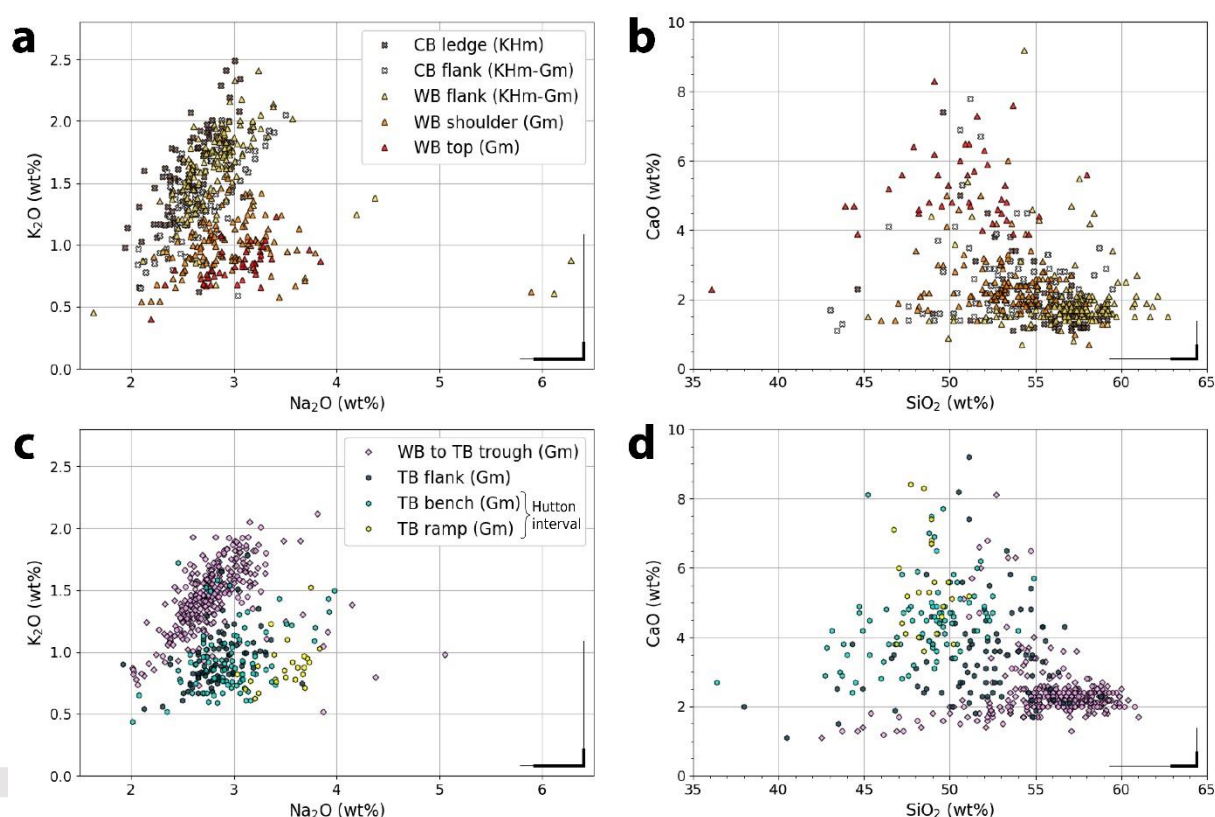 a
K₂O (wt%)
2.5
2.0
1.5
1.0
0.5
0.0
CB ledge (KHm)
CB flank (KHm-Gm)
WB flank (KHm-Gm)
WB shoulder (Gm)
WB top (Gm)
2 3 4 5 6
Na₂O (wt%)
b
CaO (wt%)
10
8
6
4
2
0
35 40 45 50 55 60 65
SiO₂ (wt%)
c
K₂O (wt%)
2.5
2.0
1.5
1.0
0.5
0.0
WB to TB trough (Gm)
TB flank (Gm)
TB bench (Gm)
TB ramp (Gm)
Hutton
interval
2 3 4 5 6
Na₂O (wt%)
d
CaO (wt%)
10
8
6
4
2
0
35 40 45 50 55 60 65
SiO₂ (wt%)